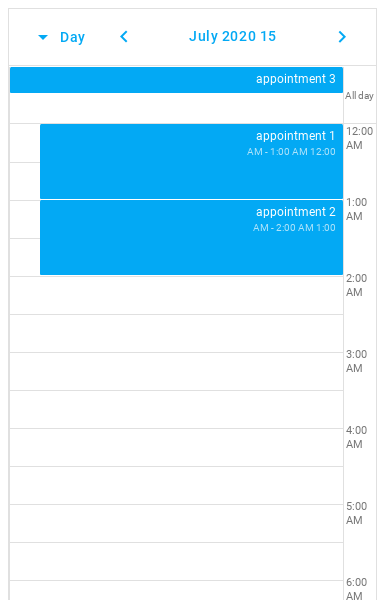 Day
July 2020 15
appointment 3
All day
appointment 1
AM - 1:00 AM 12:00
12:00
AM
appointment 2
AM - 2:00 AM 1:00
1:00
AM
2:00
AM
3:00
AM
4:00
AM
5:00
AM
6:00
AM